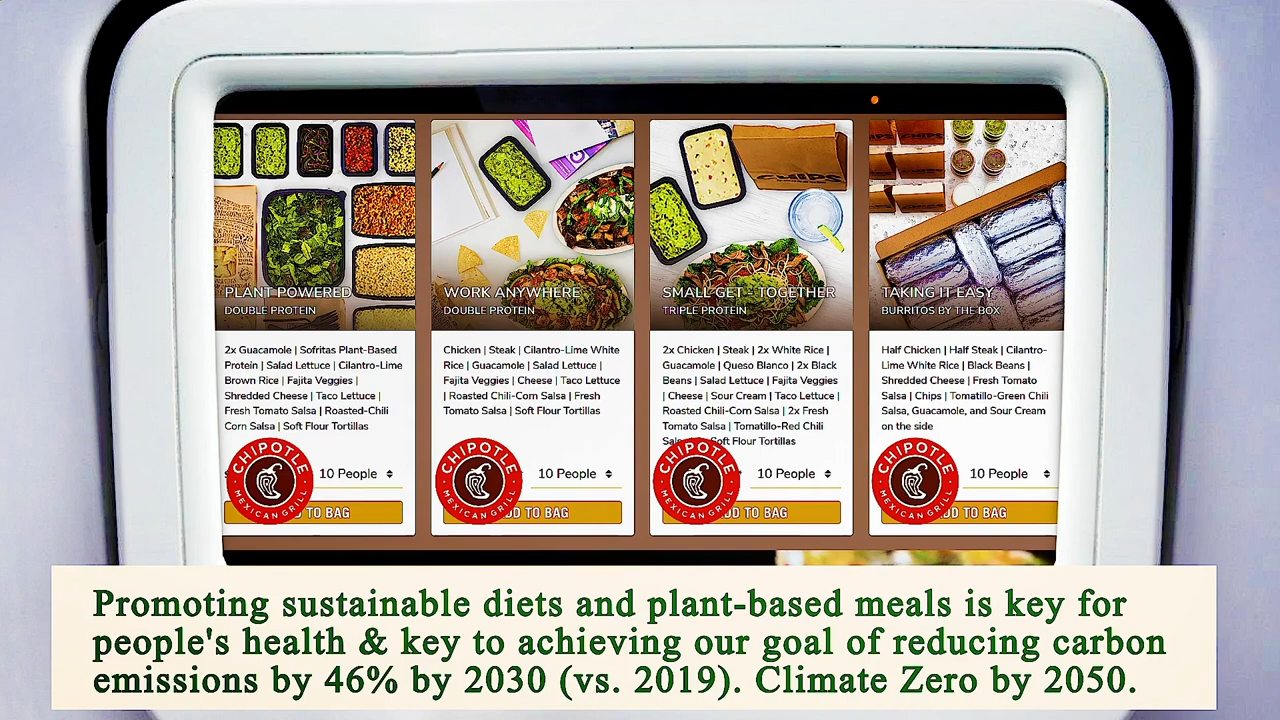 CHIPS
CHIPS
PLANT POWERED
DOUBLE PROTEIN
2x Guacamole | Sofritas Plant-Based
Protein | Salad Lettuce | Cilantro-Lime
Brown Rice | Fajita Veggies |
Shredded Cheese | Taco Lettuce |
Fresh Tomato Salsa | Roasted-Chili
Corn Salsa | Soft Flour Tortillas
CHIPOTLE
MEXICAN GRILL
10 People
TO BAG
WORK ANYWHERE
DOUBLE PROTEIN
Chicken | Steak | Cilantro-Lime White
Rice | Guacamole | Salad Lettuce |
Fajita Veggies | Cheese | Taco Lettuce
| Roasted Chili-Corn Salsa | Fresh
Tomato Salsa | Soft Flour Tortillas
CHIPOTLE
MEXICAN GRILL
10 People
TO BAG
SMALL GET - TOGETHER
TRIPLE PROTEIN
2x Chicken | Steak | 2x White Rice |
Guacamole | Queso Blanco | 2x Black
Beans | Salad Lettuce | Fajita Veggies
| Cheese | Sour Cream | Taco Lettuce |
Roasted Chili-Corn Salsa | 2x Fresh
Tomato Salsa | Tomatillo-Red Chili
Soft Flour Tortillas
CHIPOTLE
MEXICAN GRILL
10 People
TO BAG
TAKING IT EASY
BURRITOS BY THE BOX
Half Chicken | Half Steak | Cilantro-
Lime White Rice | Black Beans |
Shredded Cheese | Fresh Tomato
Salsa | Chips | Tomatillo-Green Chili
Salsa, Guacamole, and Sour Cream
on the side
CHIPOTLE
MEXICAN GRILL
10 People
TO BAG
Promoting sustainable diets and plant-based meals is key for
people's health & key to achieving our goal of reducing carbon
emissions by 46% by 2030 (vs. 2019). Climate Zero by 2050.